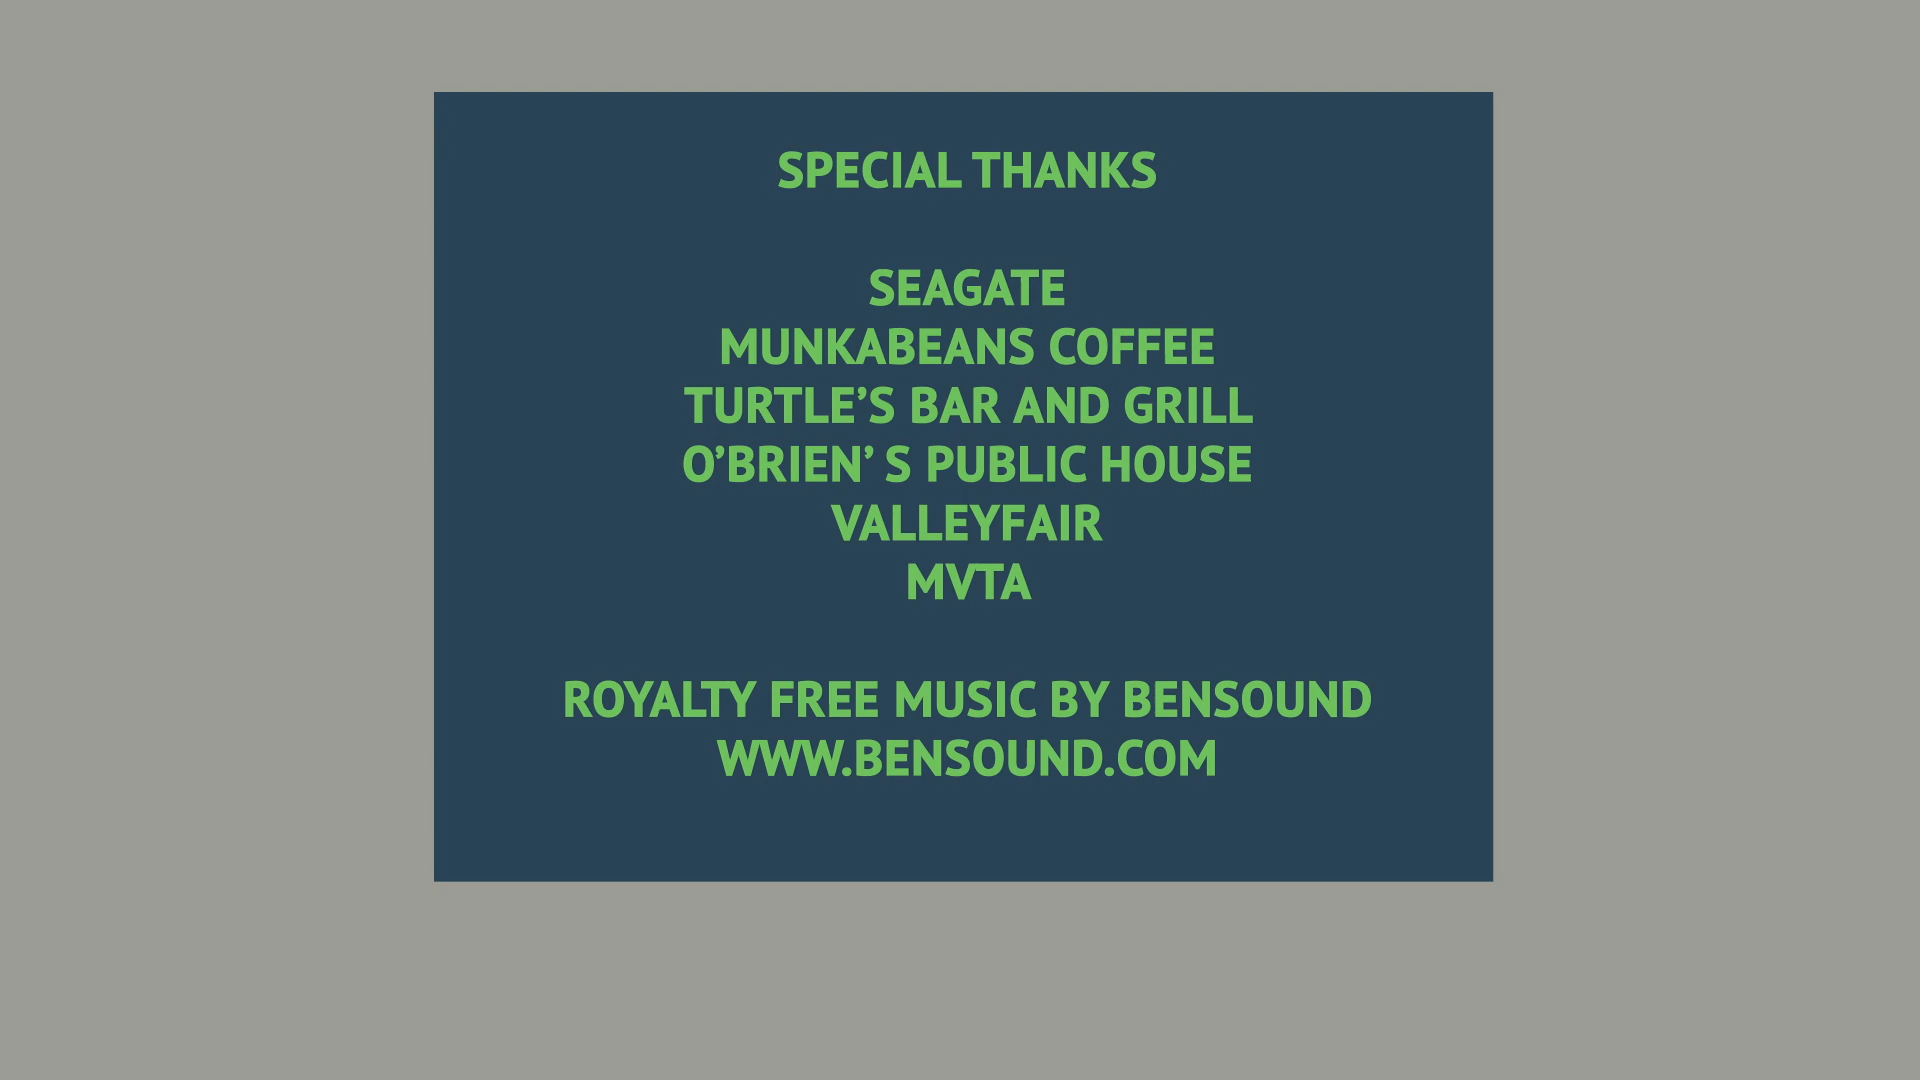 SPECIAL THANKS
SEAGATE
MUNKABEANS COFFEE
TURTLE’S BAR AND GRILL
O’BRIEN’ S PUBLIC HOUSE
VALLEYFAIR
MVTA
ROYALTY FREE MUSIC BY BENSOUND
WWW.BENSOUND.COM